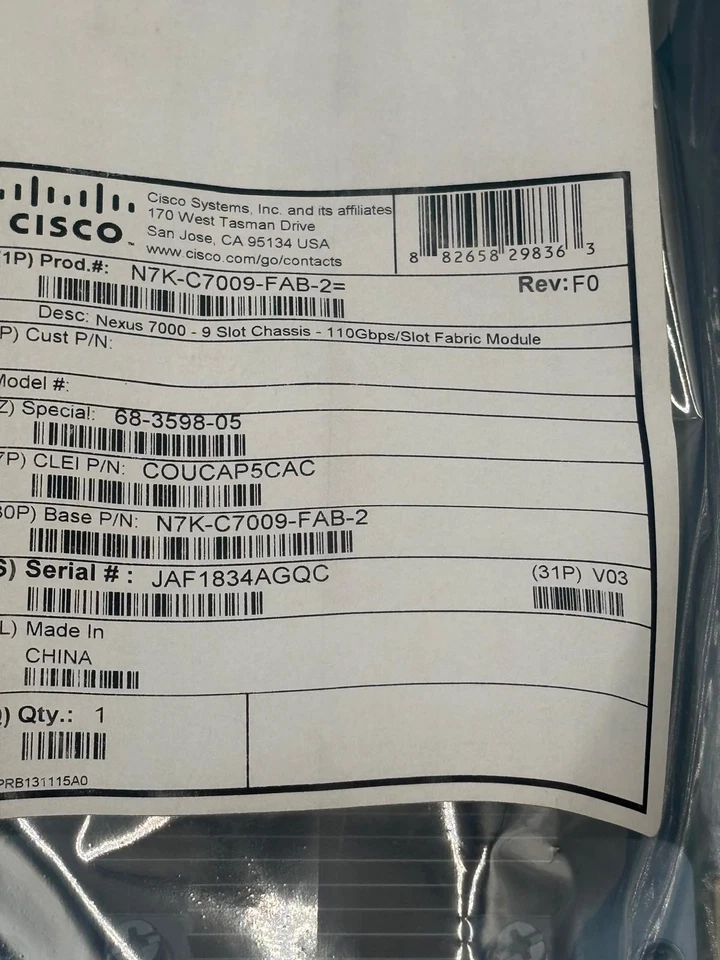 CISCO™
Cisco Systems, Inc. and its affiliates
170 West Tasman Drive
San Jose, CA 95134 USA
www.cisco.com/go/contacts
8 82658 29836 3
1P) Prod.#: N7K-C7009-FAB-2=
Rev:F0
Desc: Nexus 7000 - 9 Slot Chassis - 110Gbps/Slot Fabric Module
P) Cust P/N:
Model #:
Z) Special: 68-3598-05
7P) CLEI P/N: COUCAP5CAC
30P) Base P/N: N7K-C7009-FAB-2
S) Serial #: JAF1834AGQC
(31P) V03
L) Made In
CHINA
Q) Qty.: 1
PRB131115A0